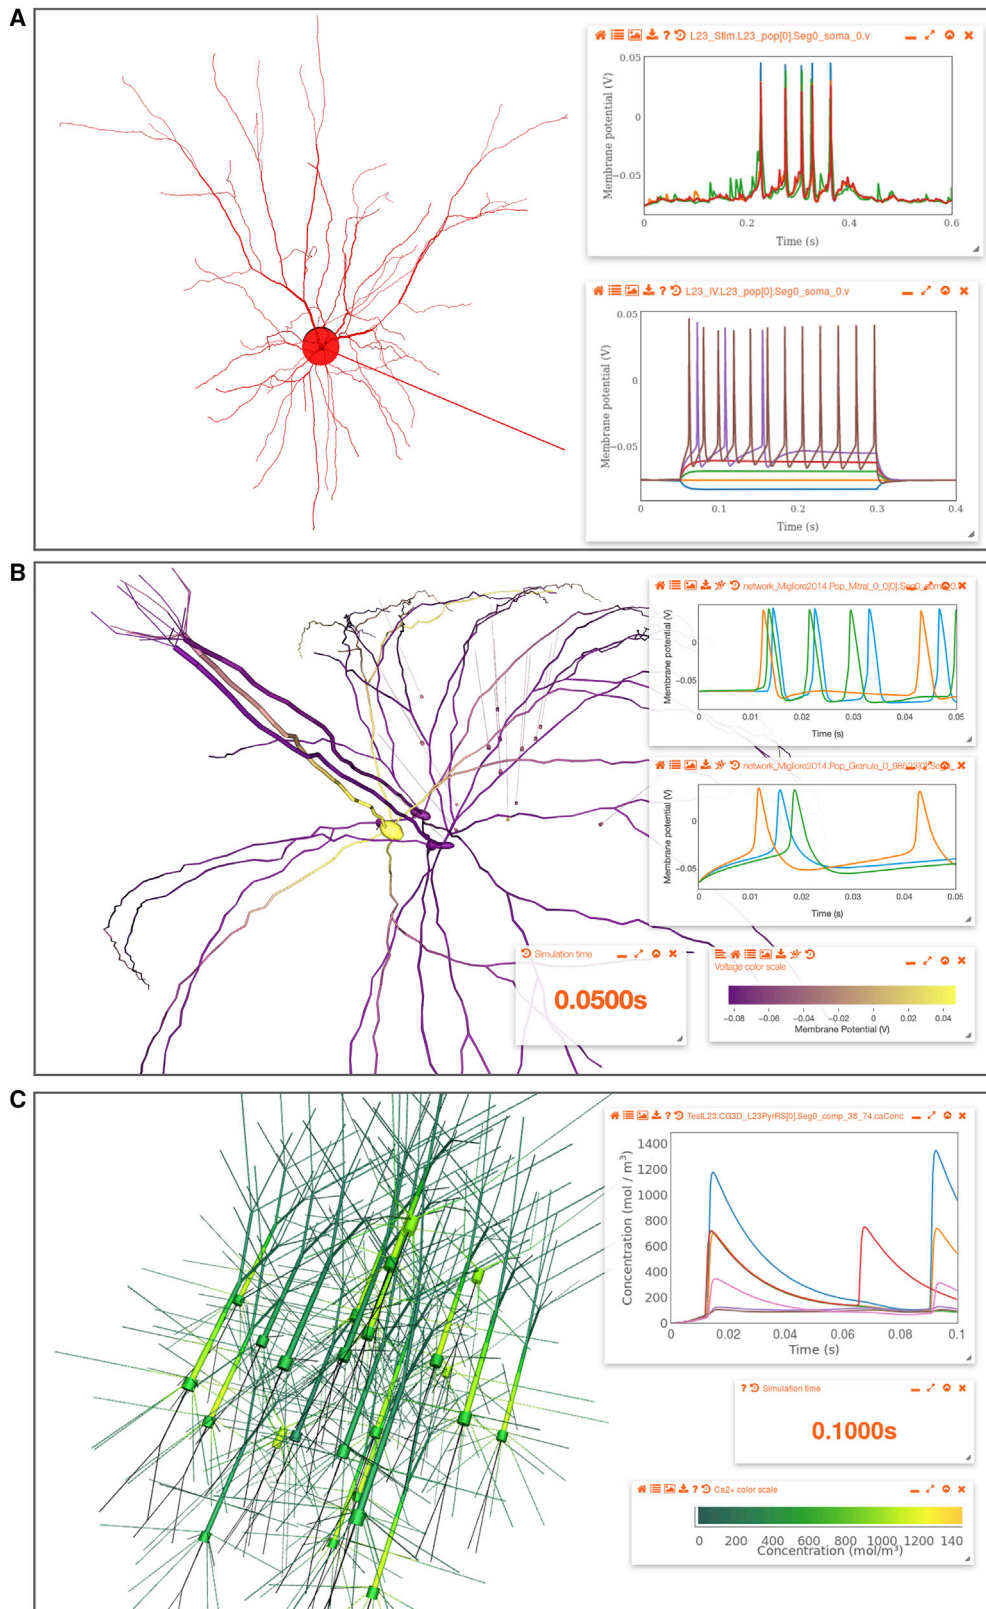 A
L23_Stim.L23_pop[0].Seg0_soma_0.v
0.05
0
−0.05
Membrane potential (V)
0
0.2
0.4
0.6
Time (s)
L23_IV.L23_pop[0].Seg0_soma_0.v
0.05
0
−0.05
Membrane potential (V)
0
0.1
0.2
0.3
0.4
Time (s)
B
network_Migliore2014.Pop_Mitral_0_0[0].Seg0_soma_0.
0
−0.05
Membrane potential (V)
0
0.01
0.02
0.03
0.04
0.05
Time (s)
0
−0.05
Membrane potential (V)
0
0.01
0.02
0.03
0.04
0.05
Time (s)
Simulation time
0.0500s
Voltage color scale
−0.08
−0.06
−0.04
−0.02
0
0.02
0.04
Membrane Potential (V)
C
TestL23.CG3D_L23PyrRS[0].Seg0_comp_38_74.caConc
1400
1200
1000
800
600
400
200
0
Concentration (mol / m³)
0
0.02
0.04
0.06
0.08
0.1
Time (s)
Simulation time
0.1000s
Ca2+ color scale
0
200
400
600
800
1000
1200
140
Concentration (mol/m³)